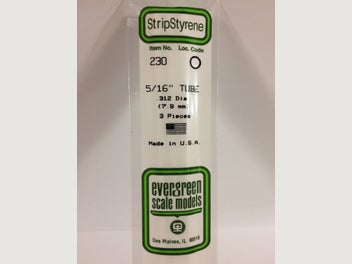 StripStyrene
Item No. Loc. Code
230 O
5/16" TUBE
.312 Dia
(7.9 mm)
3 Pieces
Made in U.S.A.
evergreen
scale models
Des Plaines, IL 60018